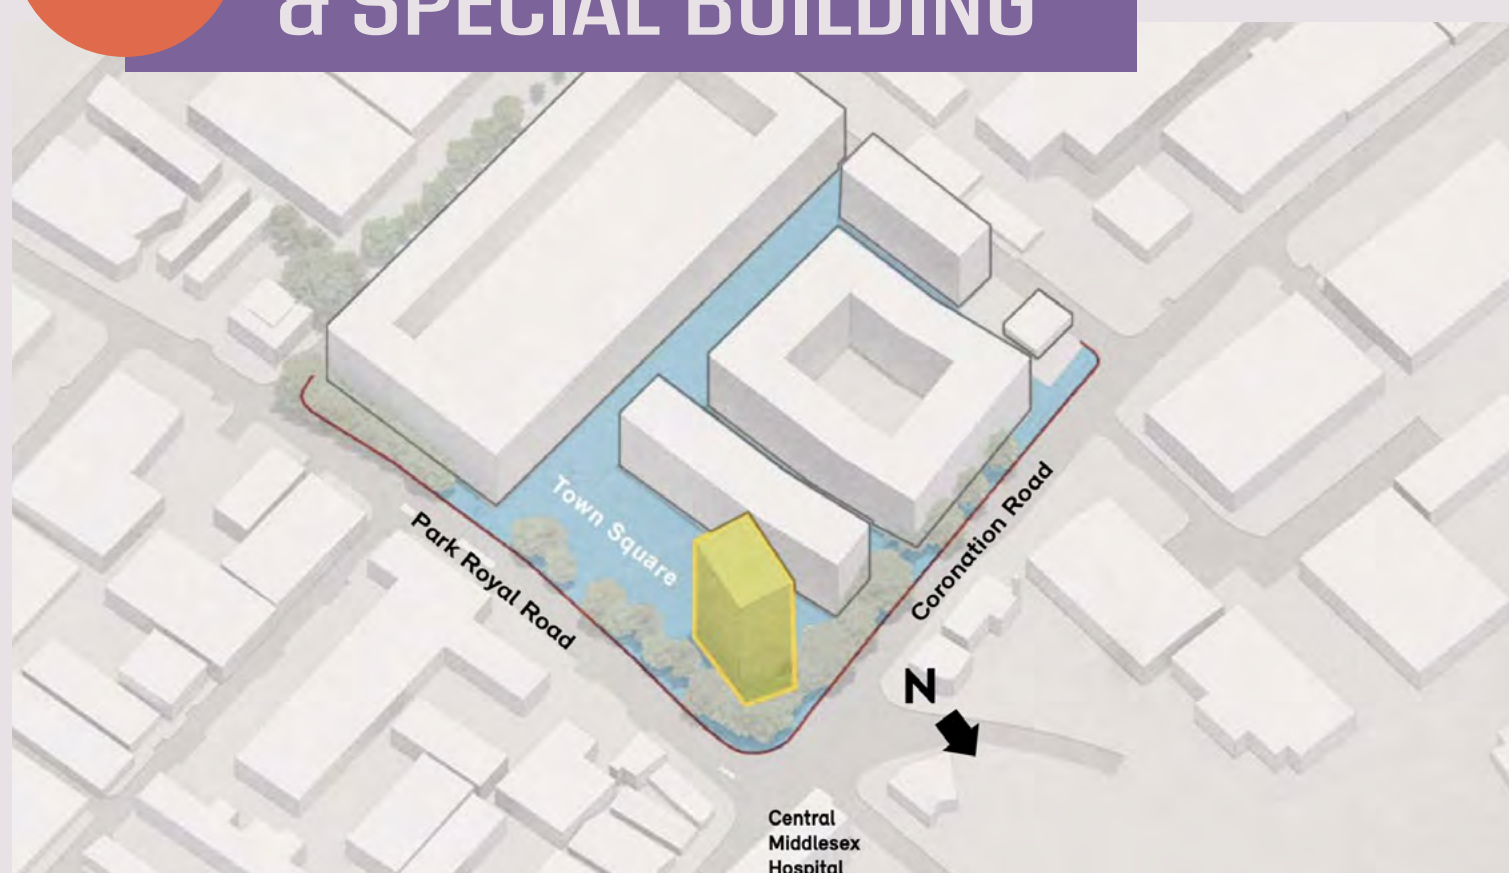 & SPECIAL BUILDING
Town Square
Park Royal Road
Coronation Road
N
Central
Middlesex
Hospital